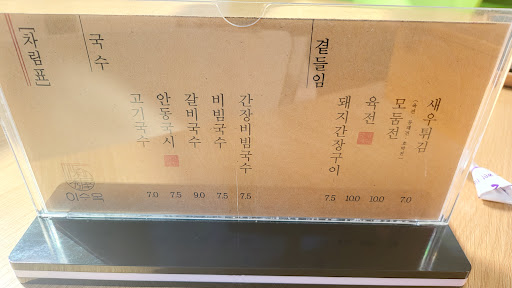 [차림표]
국수
고기국수 7.0
안동국시 7.5
갈비국수 9.0
비빔국수 7.5
간장비빔국수 7.5
곁들임
돼지간장구이 7.5
육전 10.0
모둠전 10.0
새우튀김 7.0